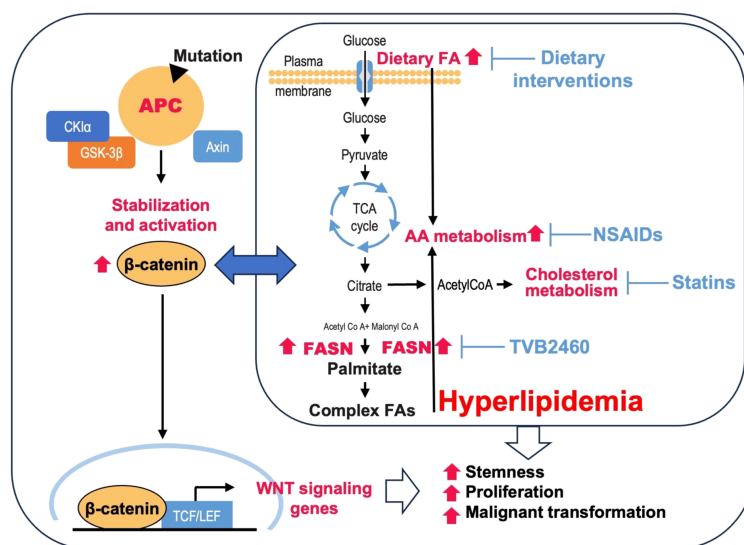 Mutation
APC
CKIα
GSK-3β
Axin
Stabilization
and activation
β-catenin
β-catenin
TCF/LEF
WNT signaling
genes
Glucose
Plasma
membrane
Dietary FA
Dietary
interventions
Glucose
Pyruvate
TCA
cycle
AA metabolism
NSAIDs
Citrate
AcetylCoA
Cholesterol
metabolism
Statins
Acetyl Co A+ Malonyl Co A
FASN
FASN
TVB2460
Palmitate
Complex FAs
Hyperlipidemia
Stemness
Proliferation
Malignant transformation